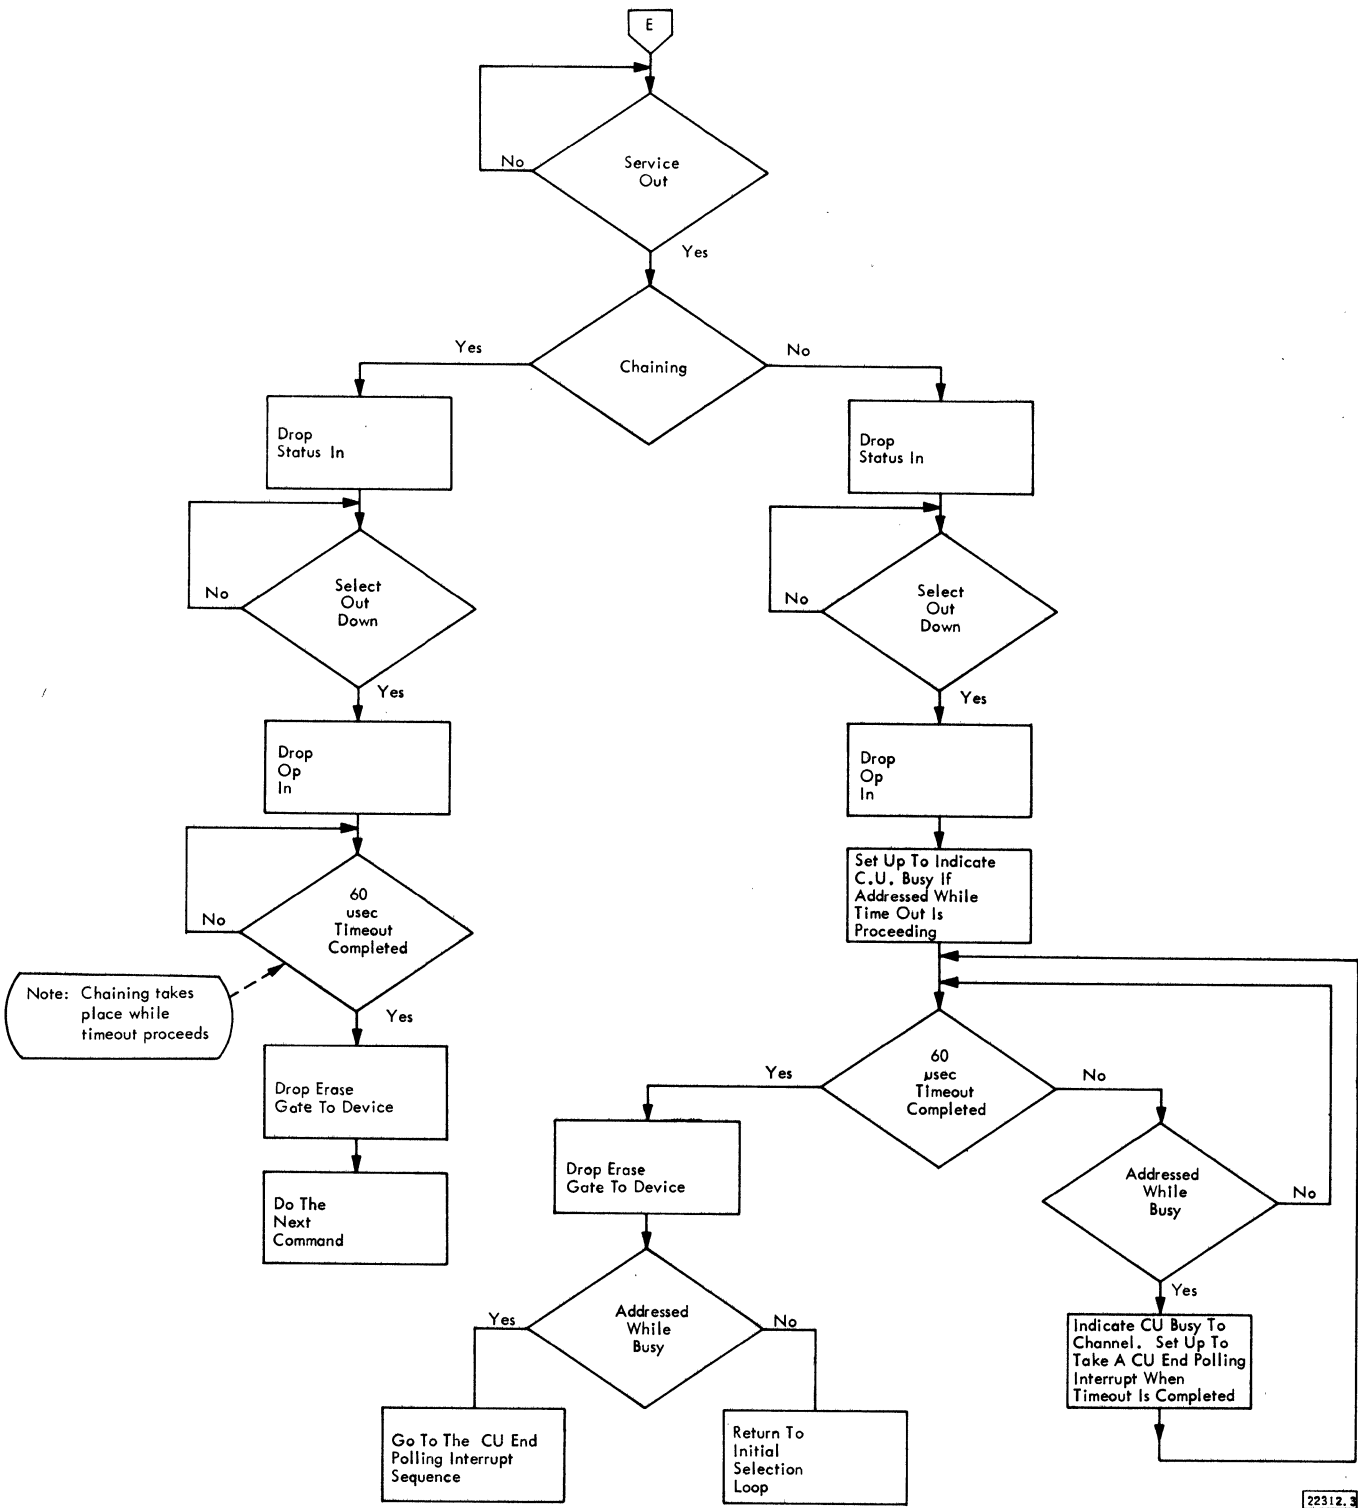 E
Service
Out
No
Yes
Chaining
Yes
No
Drop
Status In
Drop
Status In
Select
Out
Down
No
Yes
Select
Out
Down
No
Yes
Drop
Op
In
Drop
Op
In
60
usec
Timeout
Completed
No
Yes
Set Up To Indicate
C.U. Busy If
Addressed While
Time Out Is
Proceeding
Note: Chaining takes
place while
timeout proceeds
Drop Erase
Gate To Device
Do The
Next
Command
60
µsec
Timeout
Completed
Yes
No
Drop Erase
Gate To Device
Addressed
While
Busy
No
Yes
Addressed
While
Busy
Yes
No
Indicate CU Busy To
Channel. Set Up To
Take A CU End Polling
Interrupt When
Timeout Is Completed
Go To The CU End
Polling Interrupt
Sequence
Return To
Initial
Selection
Loop
22312.3